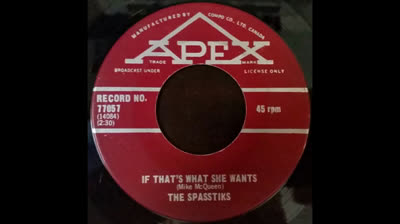 MANUFACTURED BY COMPO CO., LTD., CANADA
APEX
TRADE MARK
BROADCAST UNDER LICENSE ONLY
RECORD NO.
77057
45 rpm
(14084)
(2:30)
IF THAT'S WHAT SHE WANTS
(Mike McQueen)
THE SPASSTIKS